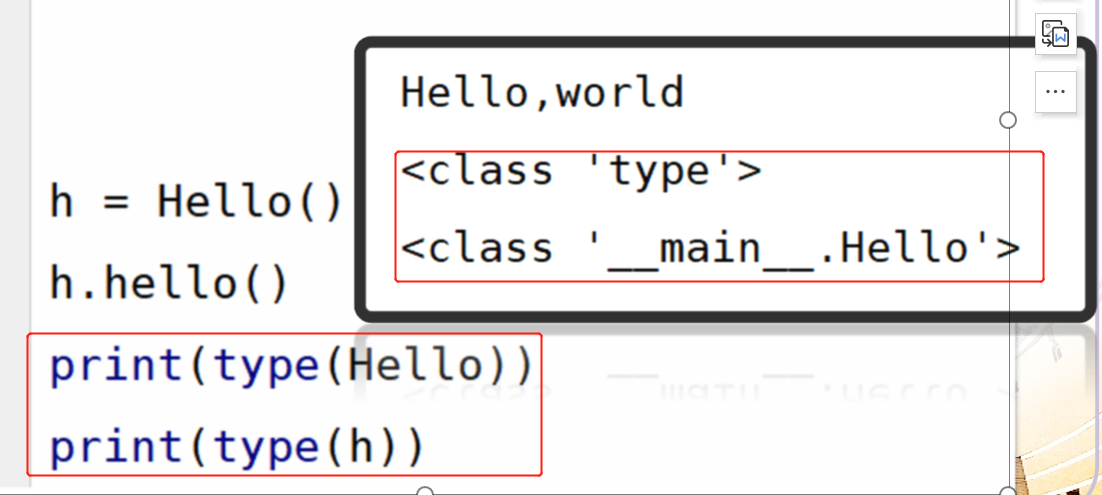 Hello,world
<class 'type'>
<class '__main__.Hello'>
h = Hello()
h.hello()
print(type(Hello))
print(type(h))